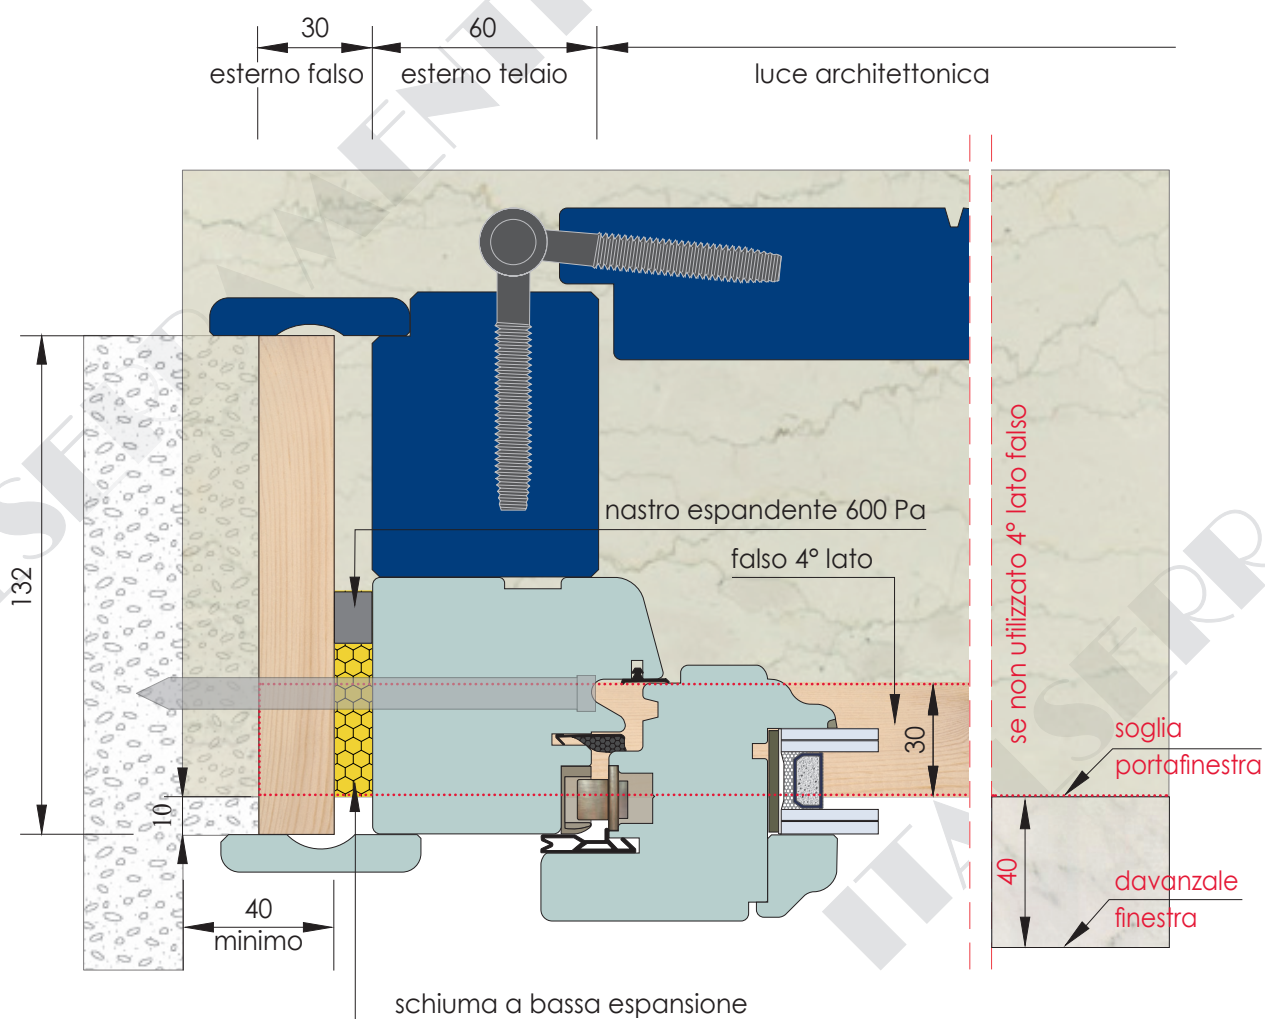 30
60
esterno falso
esterno telaio
luce architettonica
nastro espandente 600 Pa
falso 4° lato
se non utilizzato 4° lato falso
132
30
soglia
portafinestra
10
40
davanzale
finestra
40
minimo
schiuma a bassa espansione